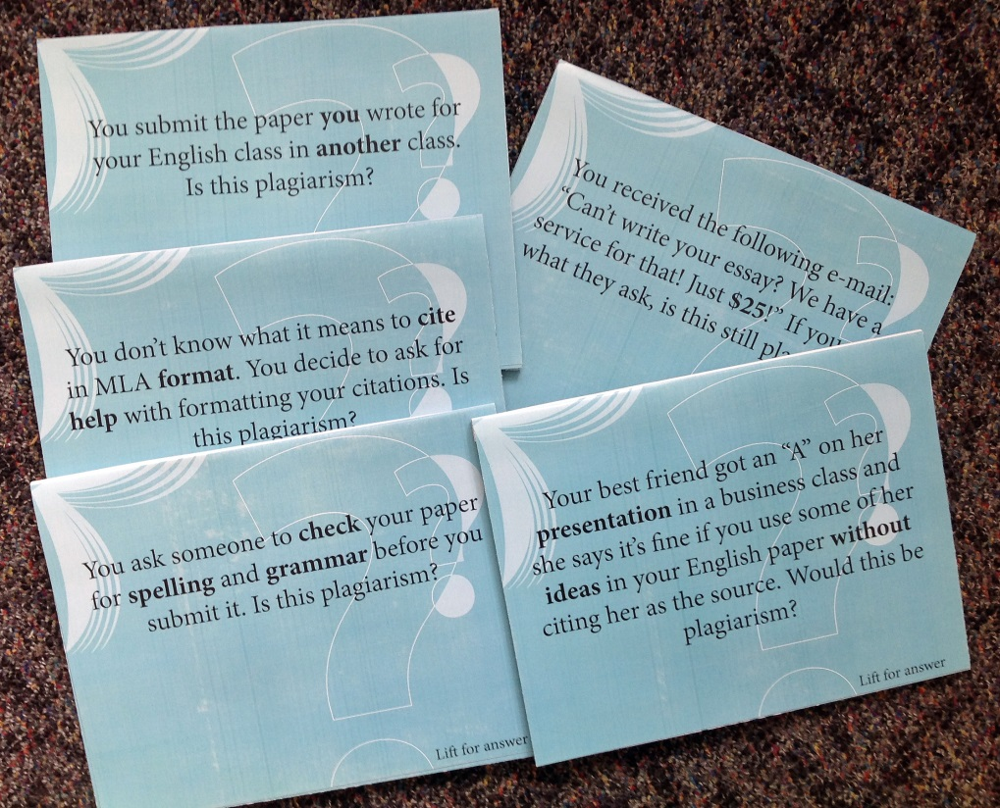 You submit the paper you wrote for
your English class in another class.
Is this plagiarism?
You received the following e-mail:
“Can’t write your essay? We have a
service for that! Just $25!” If you
what they ask, is this still
You don’t know what it means to cite
in MLA format. You decide to ask for
help with formatting your citations. Is
this plagiarism?
You ask someone to check your paper
for spelling and grammar before you
submit it. Is this plagiarism?
Lift for answer
Your best friend got an “A” on her
presentation in a business class and
she says it’s fine if you use some of her
ideas in your English paper without
citing her as the source. Would this be
plagiarism?
Lift for answer